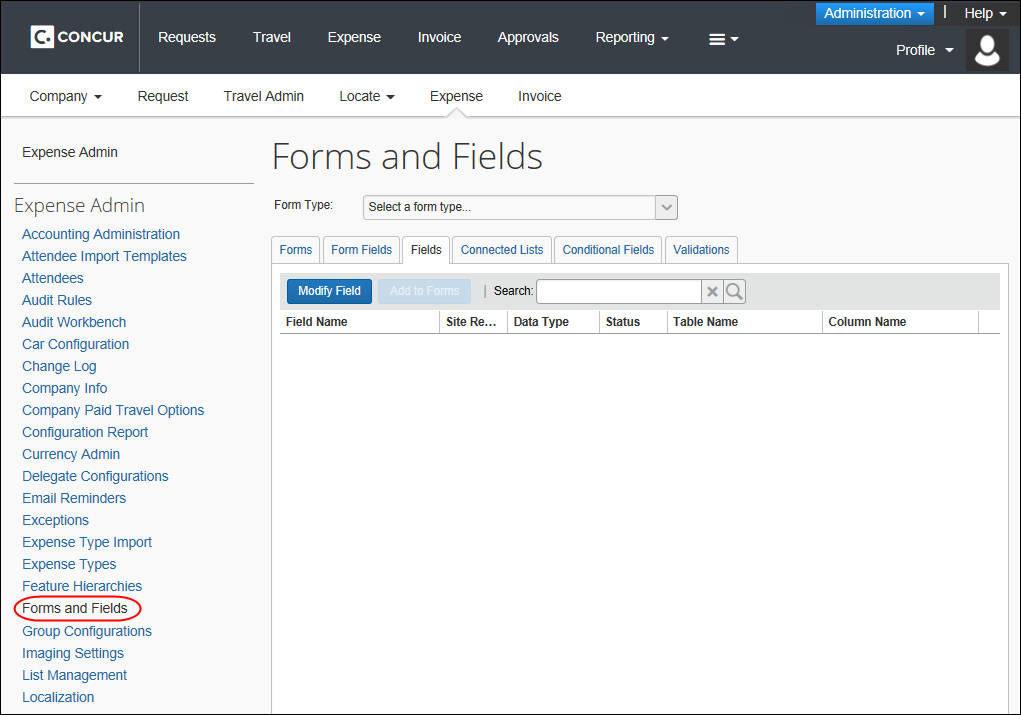 Administration | Help
C. CONCUR Requests Travel Expense Invoice Approvals Reporting
Profile
Company Request Travel Admin Locate Expense Invoice
Expense Admin
Expense Admin
Accounting Administration
Attendee Import Templates
Attendees
Audit Rules
Audit Workbench
Car Configuration
Change Log
Company Info
Company Paid Travel Options
Configuration Report
Currency Admin
Delegate Configurations
Email Reminders
Exceptions
Expense Type Import
Expense Types
Feature Hierarchies
Forms and Fields
Group Configurations
Imaging Settings
List Management
Localization
Forms and Fields
Form Type: Select a form type...
Forms Form Fields Fields Connected Lists Conditional Fields Validations
Modify Field Add to Forms | Search:
Field Name Site Re... Data Type Status Table Name Column Name